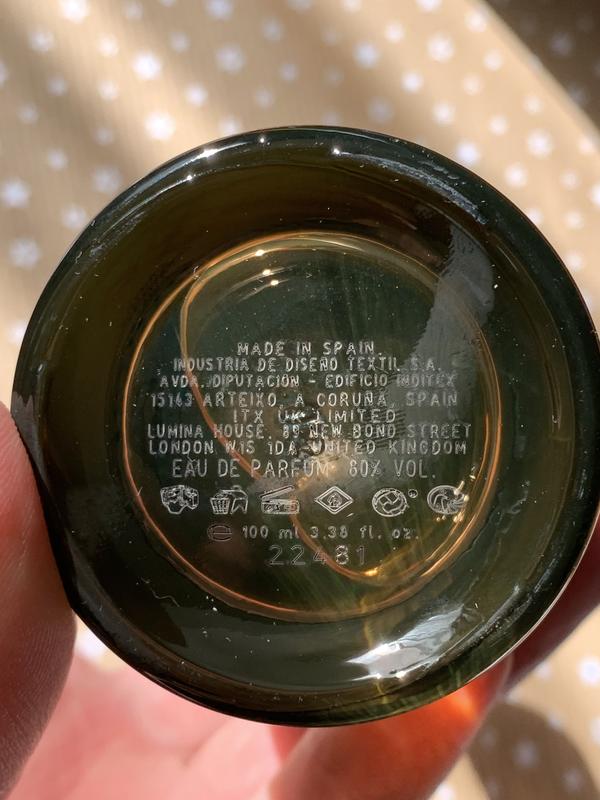 MADE IN SPAIN.
INDUSTRIA DE DISEÑO TEXTIL S.A.
AVDA. DIPUTACIÓN - EDIFICIO INDITEX
15143 ARTEIXO. A CORUÑA. SPAIN
ITX UK LIMITED
LUMINA HOUSE. 89 NEW BOND STREET
LONDON W1S 1DA UNITED KINGDOM
EAU DE PARFUM 80% VOL.
100 ml 3.38 fl. oz.
22481